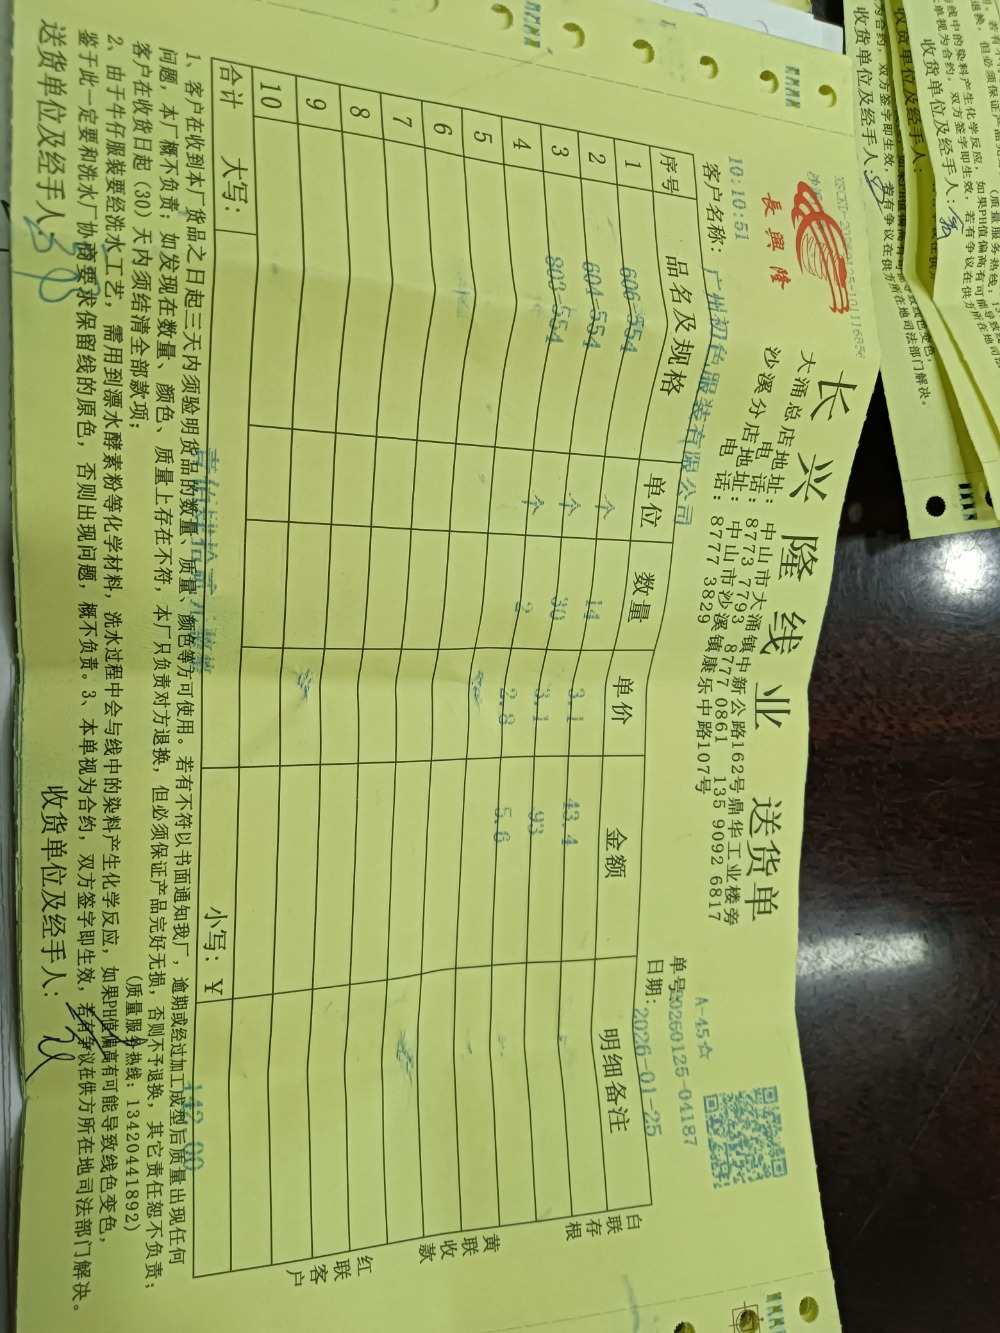 长兴隆线业 送货单
長興隆
大涌总店地址：中山市大涌镇中新公路162号鼎华工业楼旁
电话：8773 7793 8777 0861 135 9092 6817
沙溪分店地址：中山市沙溪镇康乐中路107号
电话：8777 3829
A-45☆
10:10:51
单号:20260125-04187
客户名称：广州初色服装有限公司
日期：2026-01-25
序号 品名及规格 单位 数量 单价 金额 明细备注
1 606-554 个 14 3.1 43.4
2 604-554 个 30 3.1 93
3 803-554 个 2 2.8 5.6
4
5
6
7
8
9
10
合计 大写： 小写：￥ 142.00
白联存根
黄联收款
红联客户
1、客户在收到本厂货品之日起三天内须验明货品的数量、质量、颜色等方可使用。若有不符以书面通知我厂，逾期或经过加工成型后质量出现任何
问题，本厂概不负责；如发现在数量、颜色、质量上存在不符，本厂只负责对方退换，但必须保证产品完好无损，否则不予退换，其它责任恕不负责；
客户在收货日起（30）天内须结清全部款项；
(质量服务热线：13420441892)
2、由于牛仔服装要经洗水工艺，需用到漂水酵素粉等化学材料，洗水过程中会与线中的染料产生化学反应，如果PH值偏高有可能导致线色变色，
鉴于此一定要和洗水厂协商要求保留线的原色，否则出现问题，概不负责。3、本单视为合约，双方签字即生效，若有争议在供方所在地司法部门解决。
送货单位及经手人：
收货单位及经手人：
收货单位及经手人：
收货单位及经手人：